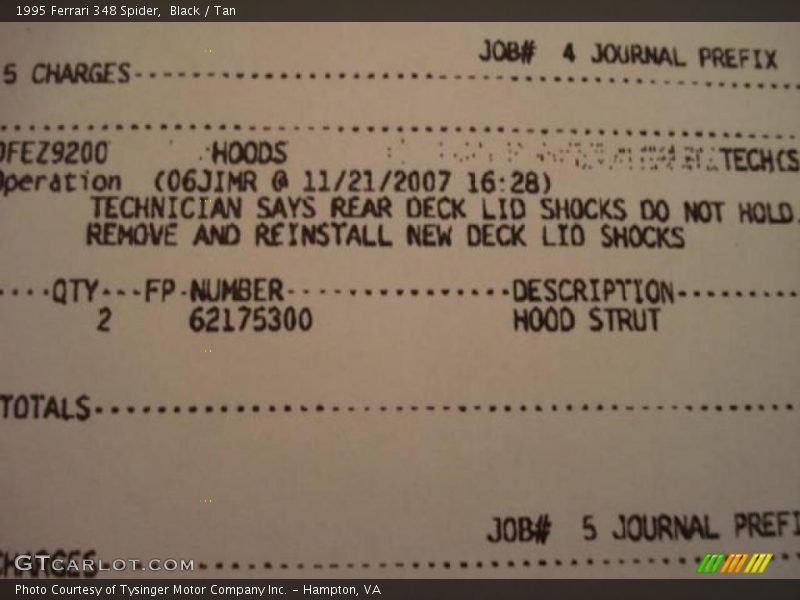 1995 Ferrari 348 Spider, Black / Tan
JOB# 4 JOURNAL PREFIX
5 CHARGES
DFEZ9200 HOODS TECH(S
Operation (06JIMR @ 11/21/2007 16:28)
TECHNICIAN SAYS REAR DECK LID SHOCKS DO NOT HOLD.
REMOVE AND REINSTALL NEW DECK LID SHOCKS
QTY---FP-NUMBER DESCRIPTION
2 62175300 HOOD STRUT
TOTALS
JOB# 5 JOURNAL PREFI
CHARGES
GTCARLOT.COM
Photo Courtesy of Tysinger Motor Company Inc. – Hampton, VA